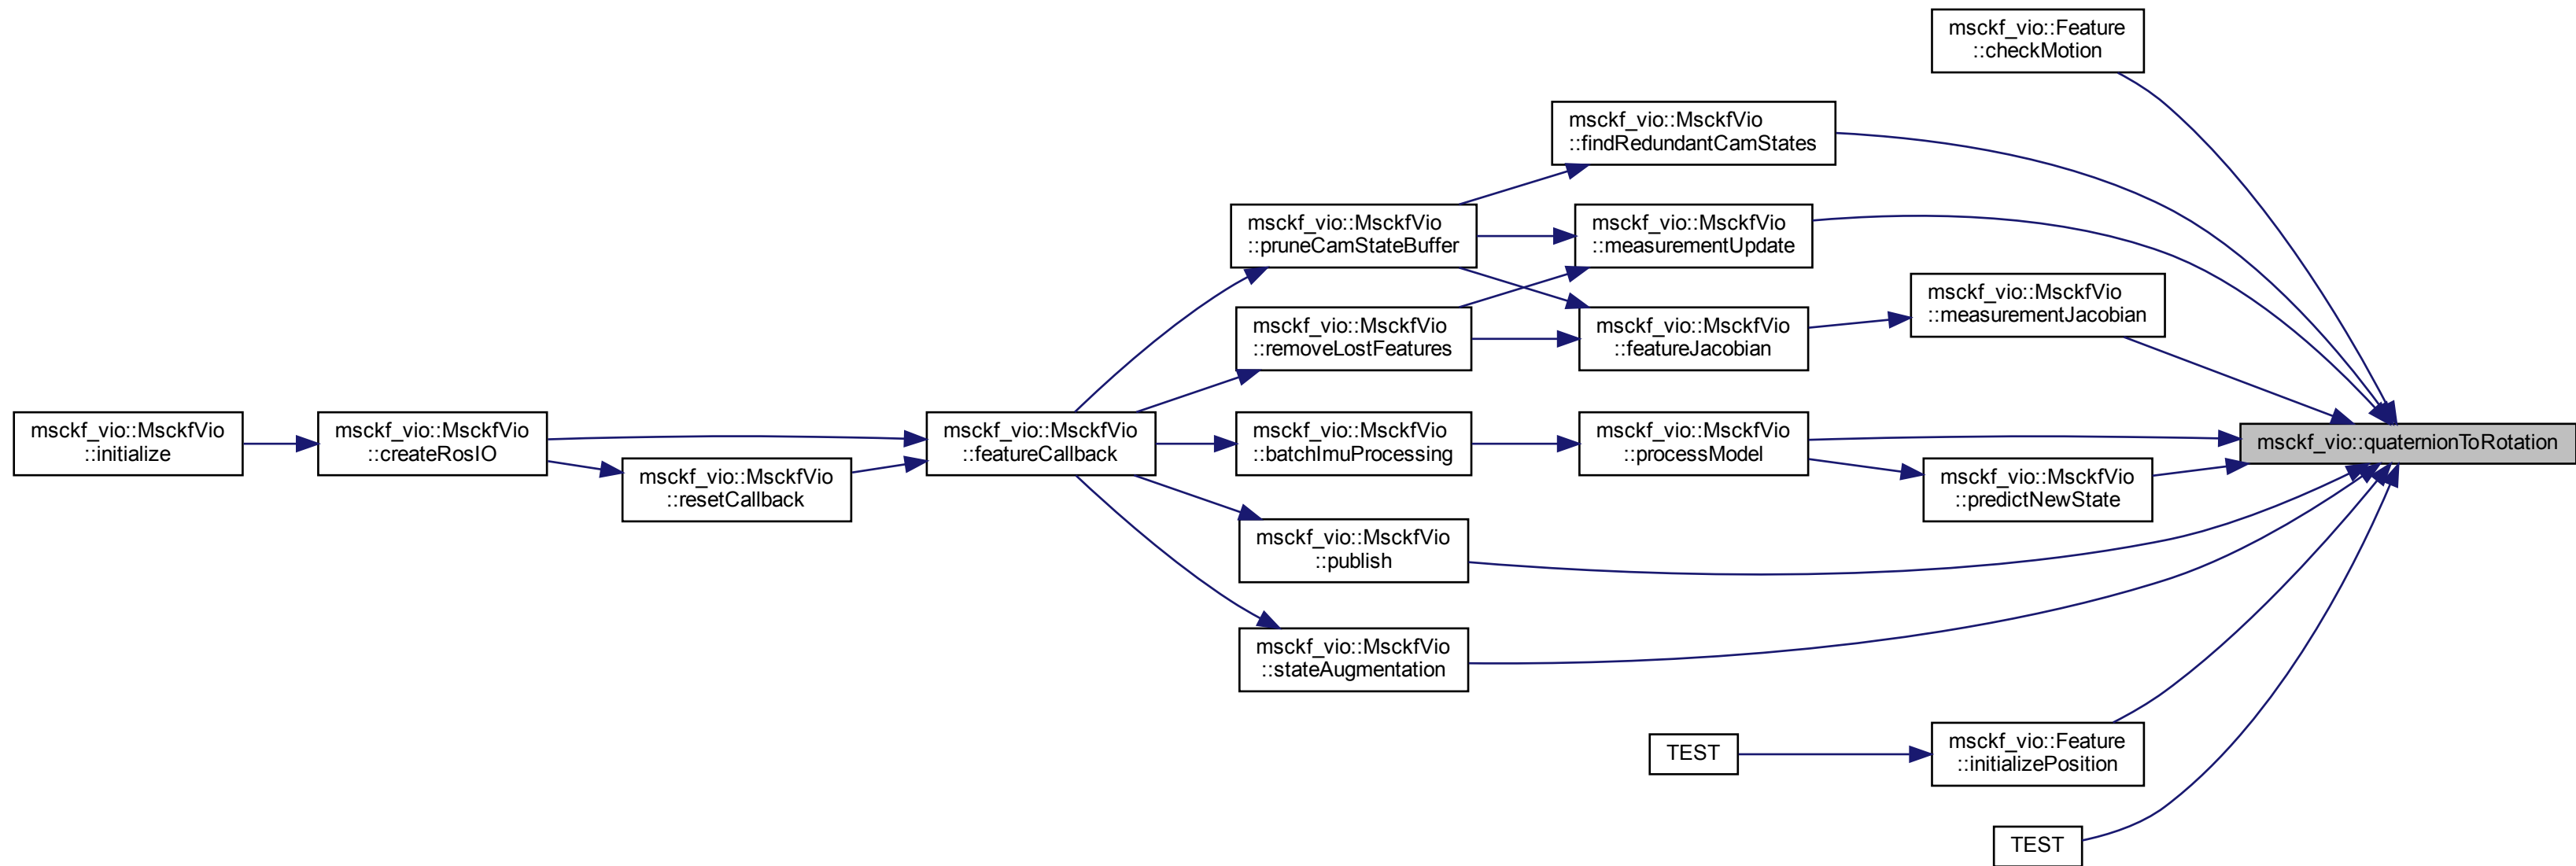 msckf_vio::Feature
::checkMotion
msckf_vio::MsckfVio
::findRedundantCamStates
msckf_vio::MsckfVio
::pruneCamStateBuffer
msckf_vio::MsckfVio
::measurementUpdate
msckf_vio::MsckfVio
::measurementJacobian
msckf_vio::MsckfVio
::removeLostFeatures
msckf_vio::MsckfVio
::featureJacobian
msckf_vio::MsckfVio
::initialize
msckf_vio::MsckfVio
::createRosIO
msckf_vio::MsckfVio
::resetCallback
msckf_vio::MsckfVio
::featureCallback
msckf_vio::MsckfVio
::batchImuProcessing
msckf_vio::MsckfVio
::processModel
msckf_vio::MsckfVio
::predictNewState
msckf_vio::quaternionToRotation
msckf_vio::MsckfVio
::publish
msckf_vio::MsckfVio
::stateAugmentation
TEST
msckf_vio::Feature
::initializePosition
TEST